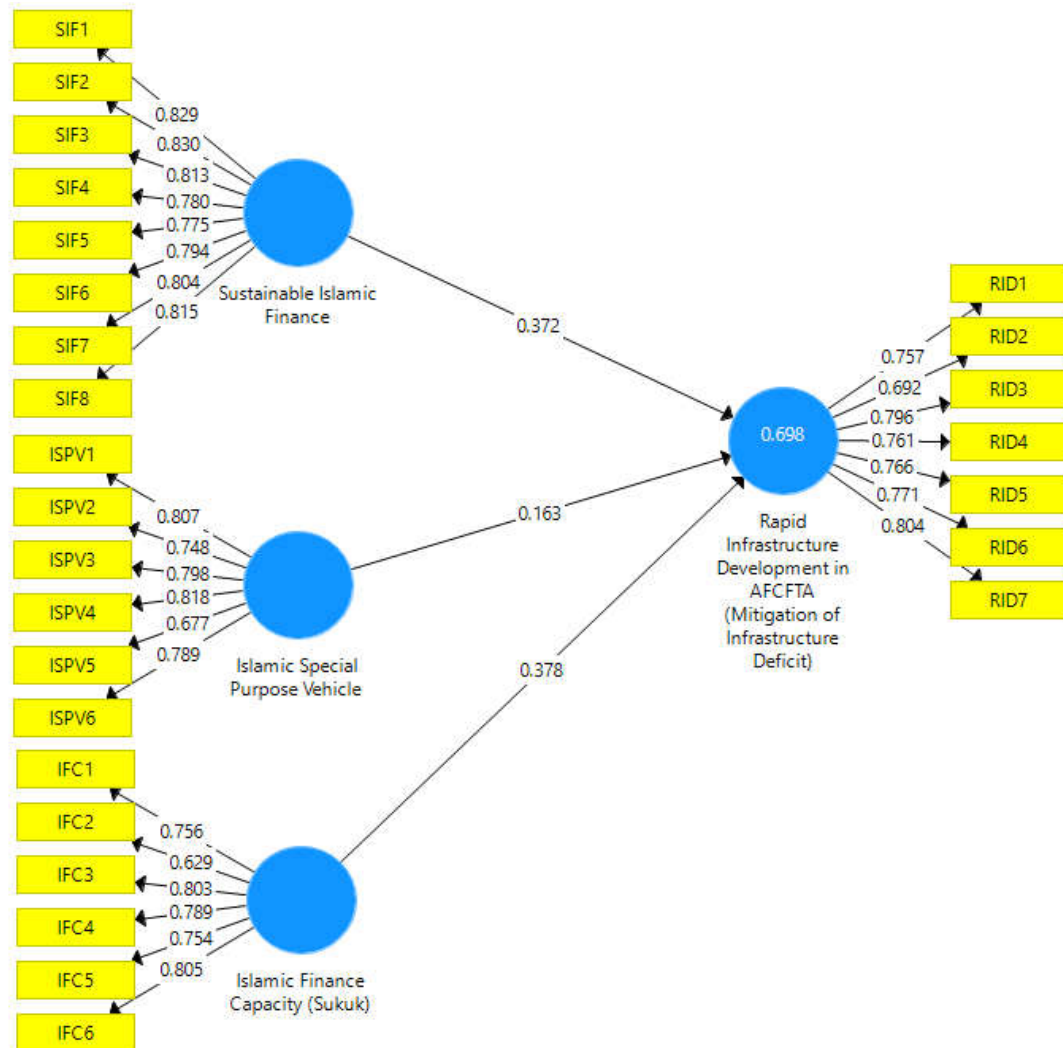 SIF1
SIF2
SIF3
SIF4
SIF5
SIF6
SIF7
SIF8
0.829
0.830
0.813
0.780
0.775
0.794
0.804
0.815
Sustainable Islamic
Finance
0.372
ISPV1
ISPV2
ISPV3
ISPV4
ISPV5
ISPV6
0.807
0.748
0.798
0.818
0.677
0.789
Islamic Special
Purpose Vehicle
0.163
IFC1
IFC2
IFC3
IFC4
IFC5
IFC6
0.756
0.629
0.803
0.789
0.754
0.805
Islamic Finance
Capacity (Sukuk)
0.378
0.698
Rapid
Infrastructure
Development in
AFCFTA
(Mitigation of
Infrastructure
Deficit)
0.757
0.692
0.796
0.761
0.766
0.771
0.804
RID1
RID2
RID3
RID4
RID5
RID6
RID7